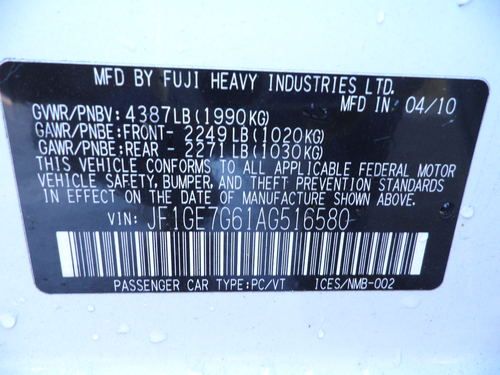 MFD BY FUJI HEAVY INDUSTRIES LTD.
MFD IN: 04/10
GVWR/PNBV: 4387LB(1990KG)
GAWR/PNBE:FRONT- 2249LB(1020KG)
GAWR/PNBE:REAR - 2271LB(1030KG)
THIS VEHICLE CONFORMS TO ALL APPLICABLE FEDERAL MOTOR
VEHICLE SAFETY, BUMPER, AND THEFT PREVENTION STANDARDS
IN EFFECT ON THE DATE OF MANUFACTURE SHOWN ABOVE.
VIN: JF1GE7G61AG516580
PASSENGER CAR TYPE:PC/VT ICES/NMB-002